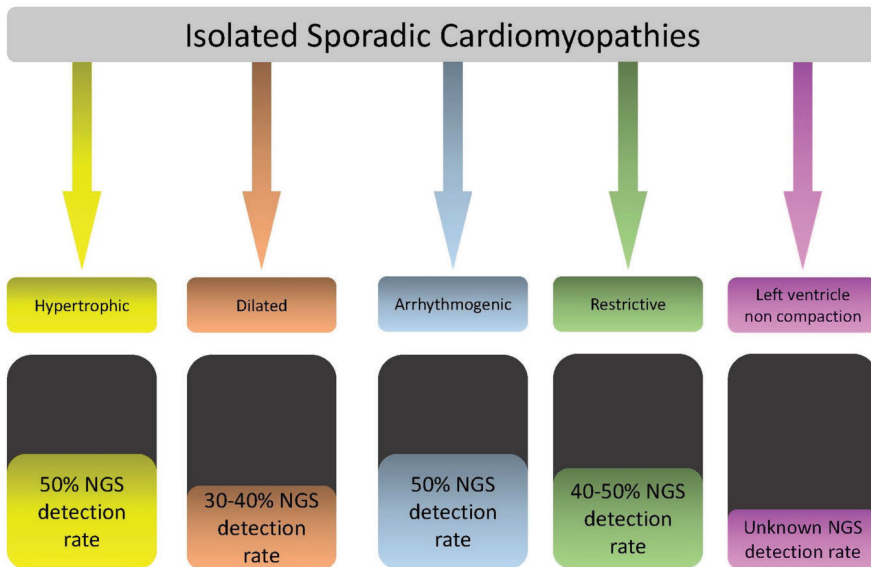 Isolated Sporadic Cardiomyopathies
Hypertrophic
Dilated
Arrhythmogenic
Restrictive
Left ventricle
non compaction
50% NGS
detection
rate
30-40% NGS
detection
rate
50% NGS
detection
rate
40-50% NGS
detection
rate
Unknown NGS
detection rate